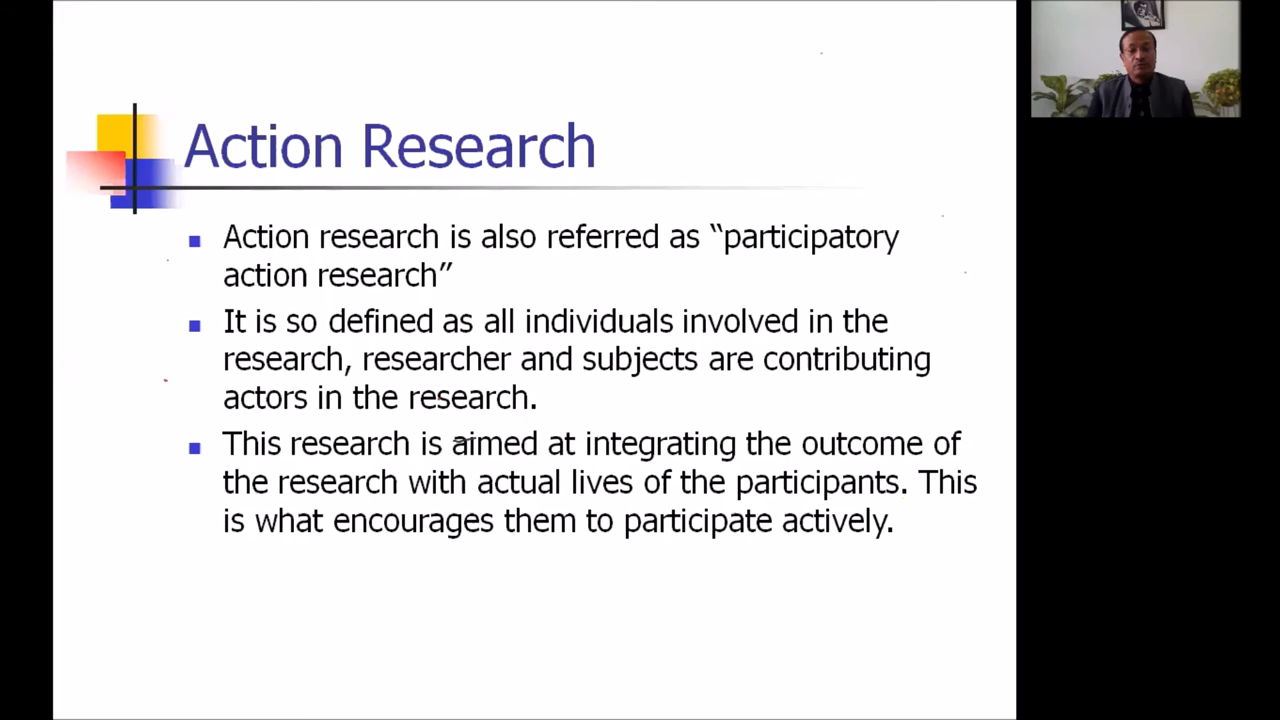 Action Research
Action research is also referred as “participatory
action research”
It is so defined as all individuals involved in the
research, researcher and subjects are contributing
actors in the research.
This research is aimed at integrating the outcome of
the research with actual lives of the participants. This
is what encourages them to participate actively.